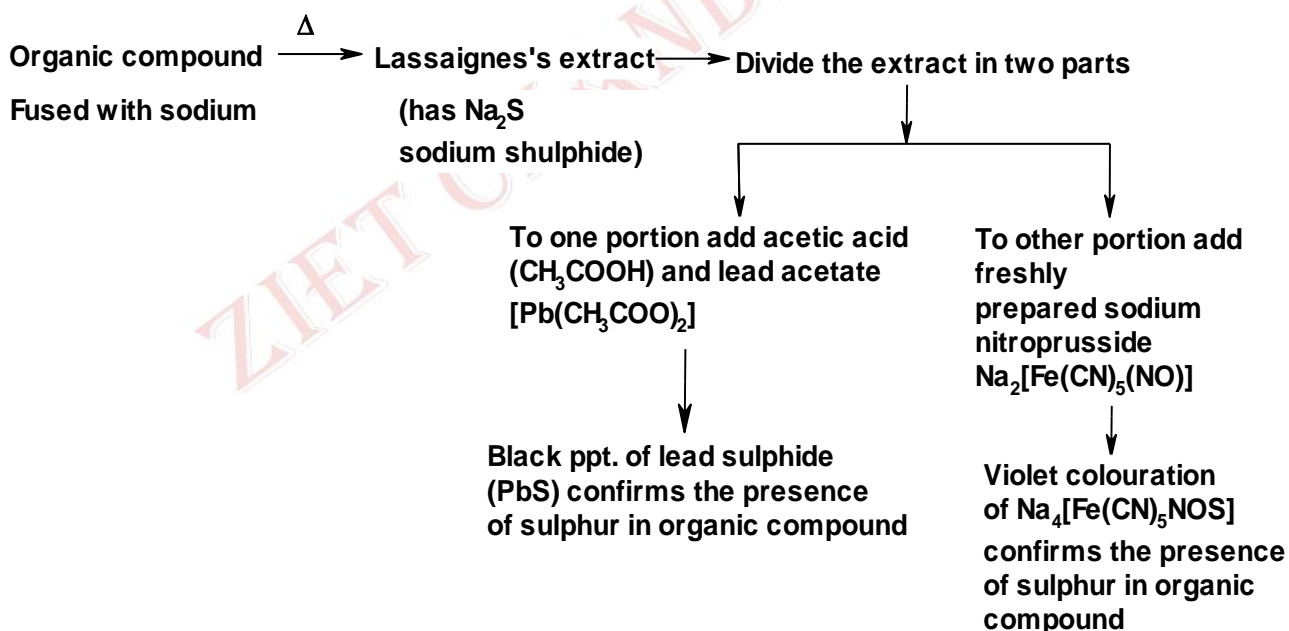 Δ
Organic compound
Fused with sodium
Lassaignes's extract
(has Na₂S
sodium shulphide)
Divide the extract in two parts
To one portion add acetic acid
(CH₃COOH) and lead acetate
[Pb(CH₃COO)₂]
Black ppt. of lead sulphide
(PbS) confirms the presence
of sulphur in organic compound
To other portion add
freshly
prepared sodium
nitroprusside
Na₂[Fe(CN)₅(NO)]
Violet colouration
of Na₄[Fe(CN)₅NOS]
confirms the presence
of sulphur in organic
compound
ZIET